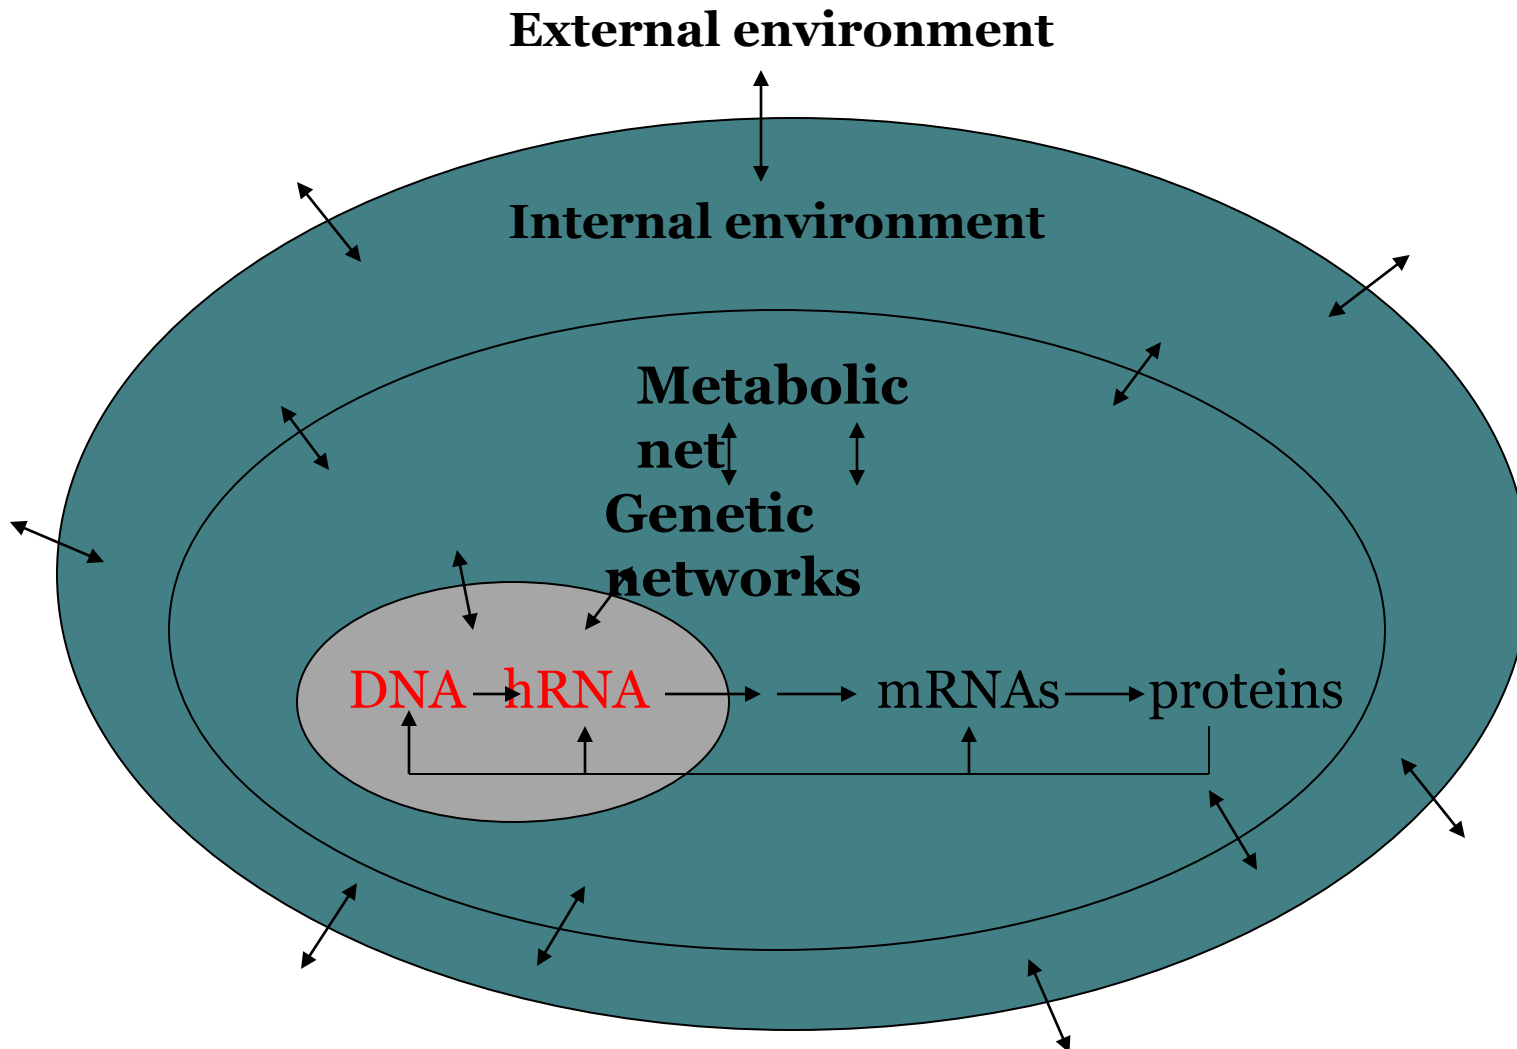 External environment
Internal environment
Metabolic
net
Genetic
networks
DNA hRNA mRNAs proteins